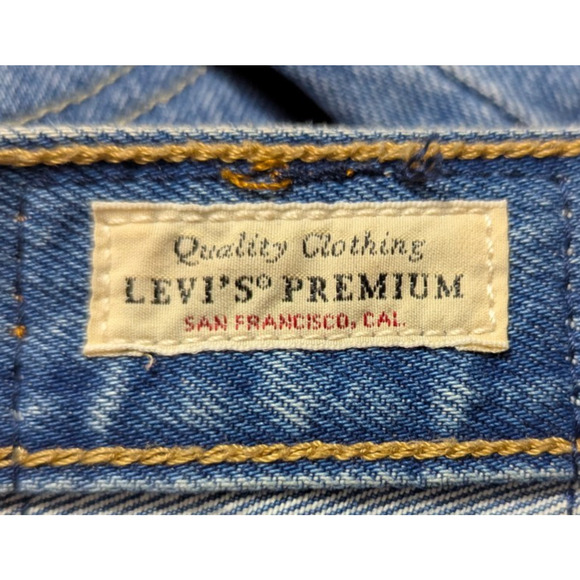 Quality Clothing
LEVI'S® PREMIUM
SAN FRANCISCO, CAL.